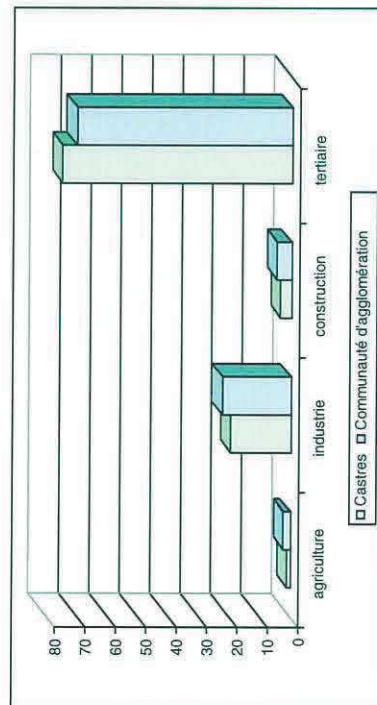 80
70
60
50
40
30
20
10
0
agriculture
industrie
construction
tertiaire
Castres
Communauté d'agglomération